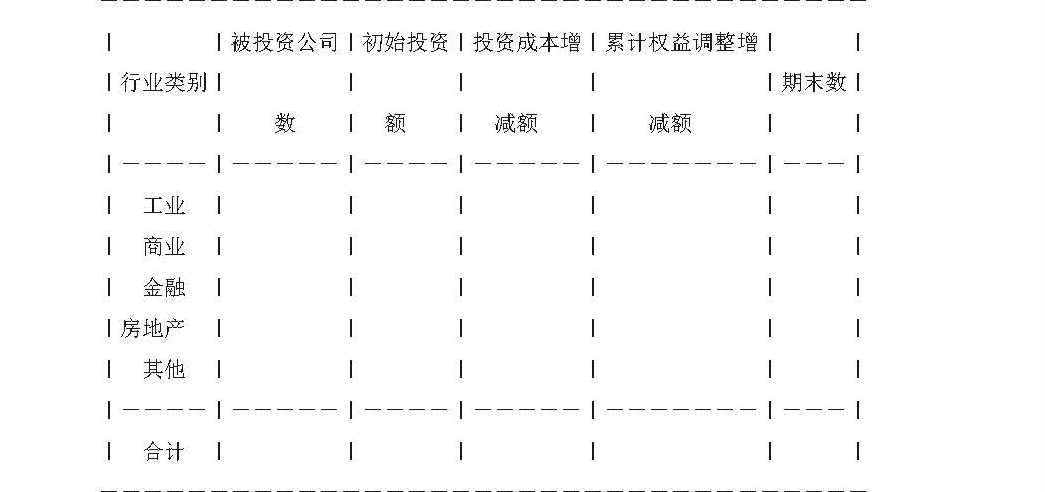 被投资公司 初始投资 投资成本增 累计权益调整增
行业类别 期末数
数 额 减额 减额
工业
商业
金融
房地产
其他
合计